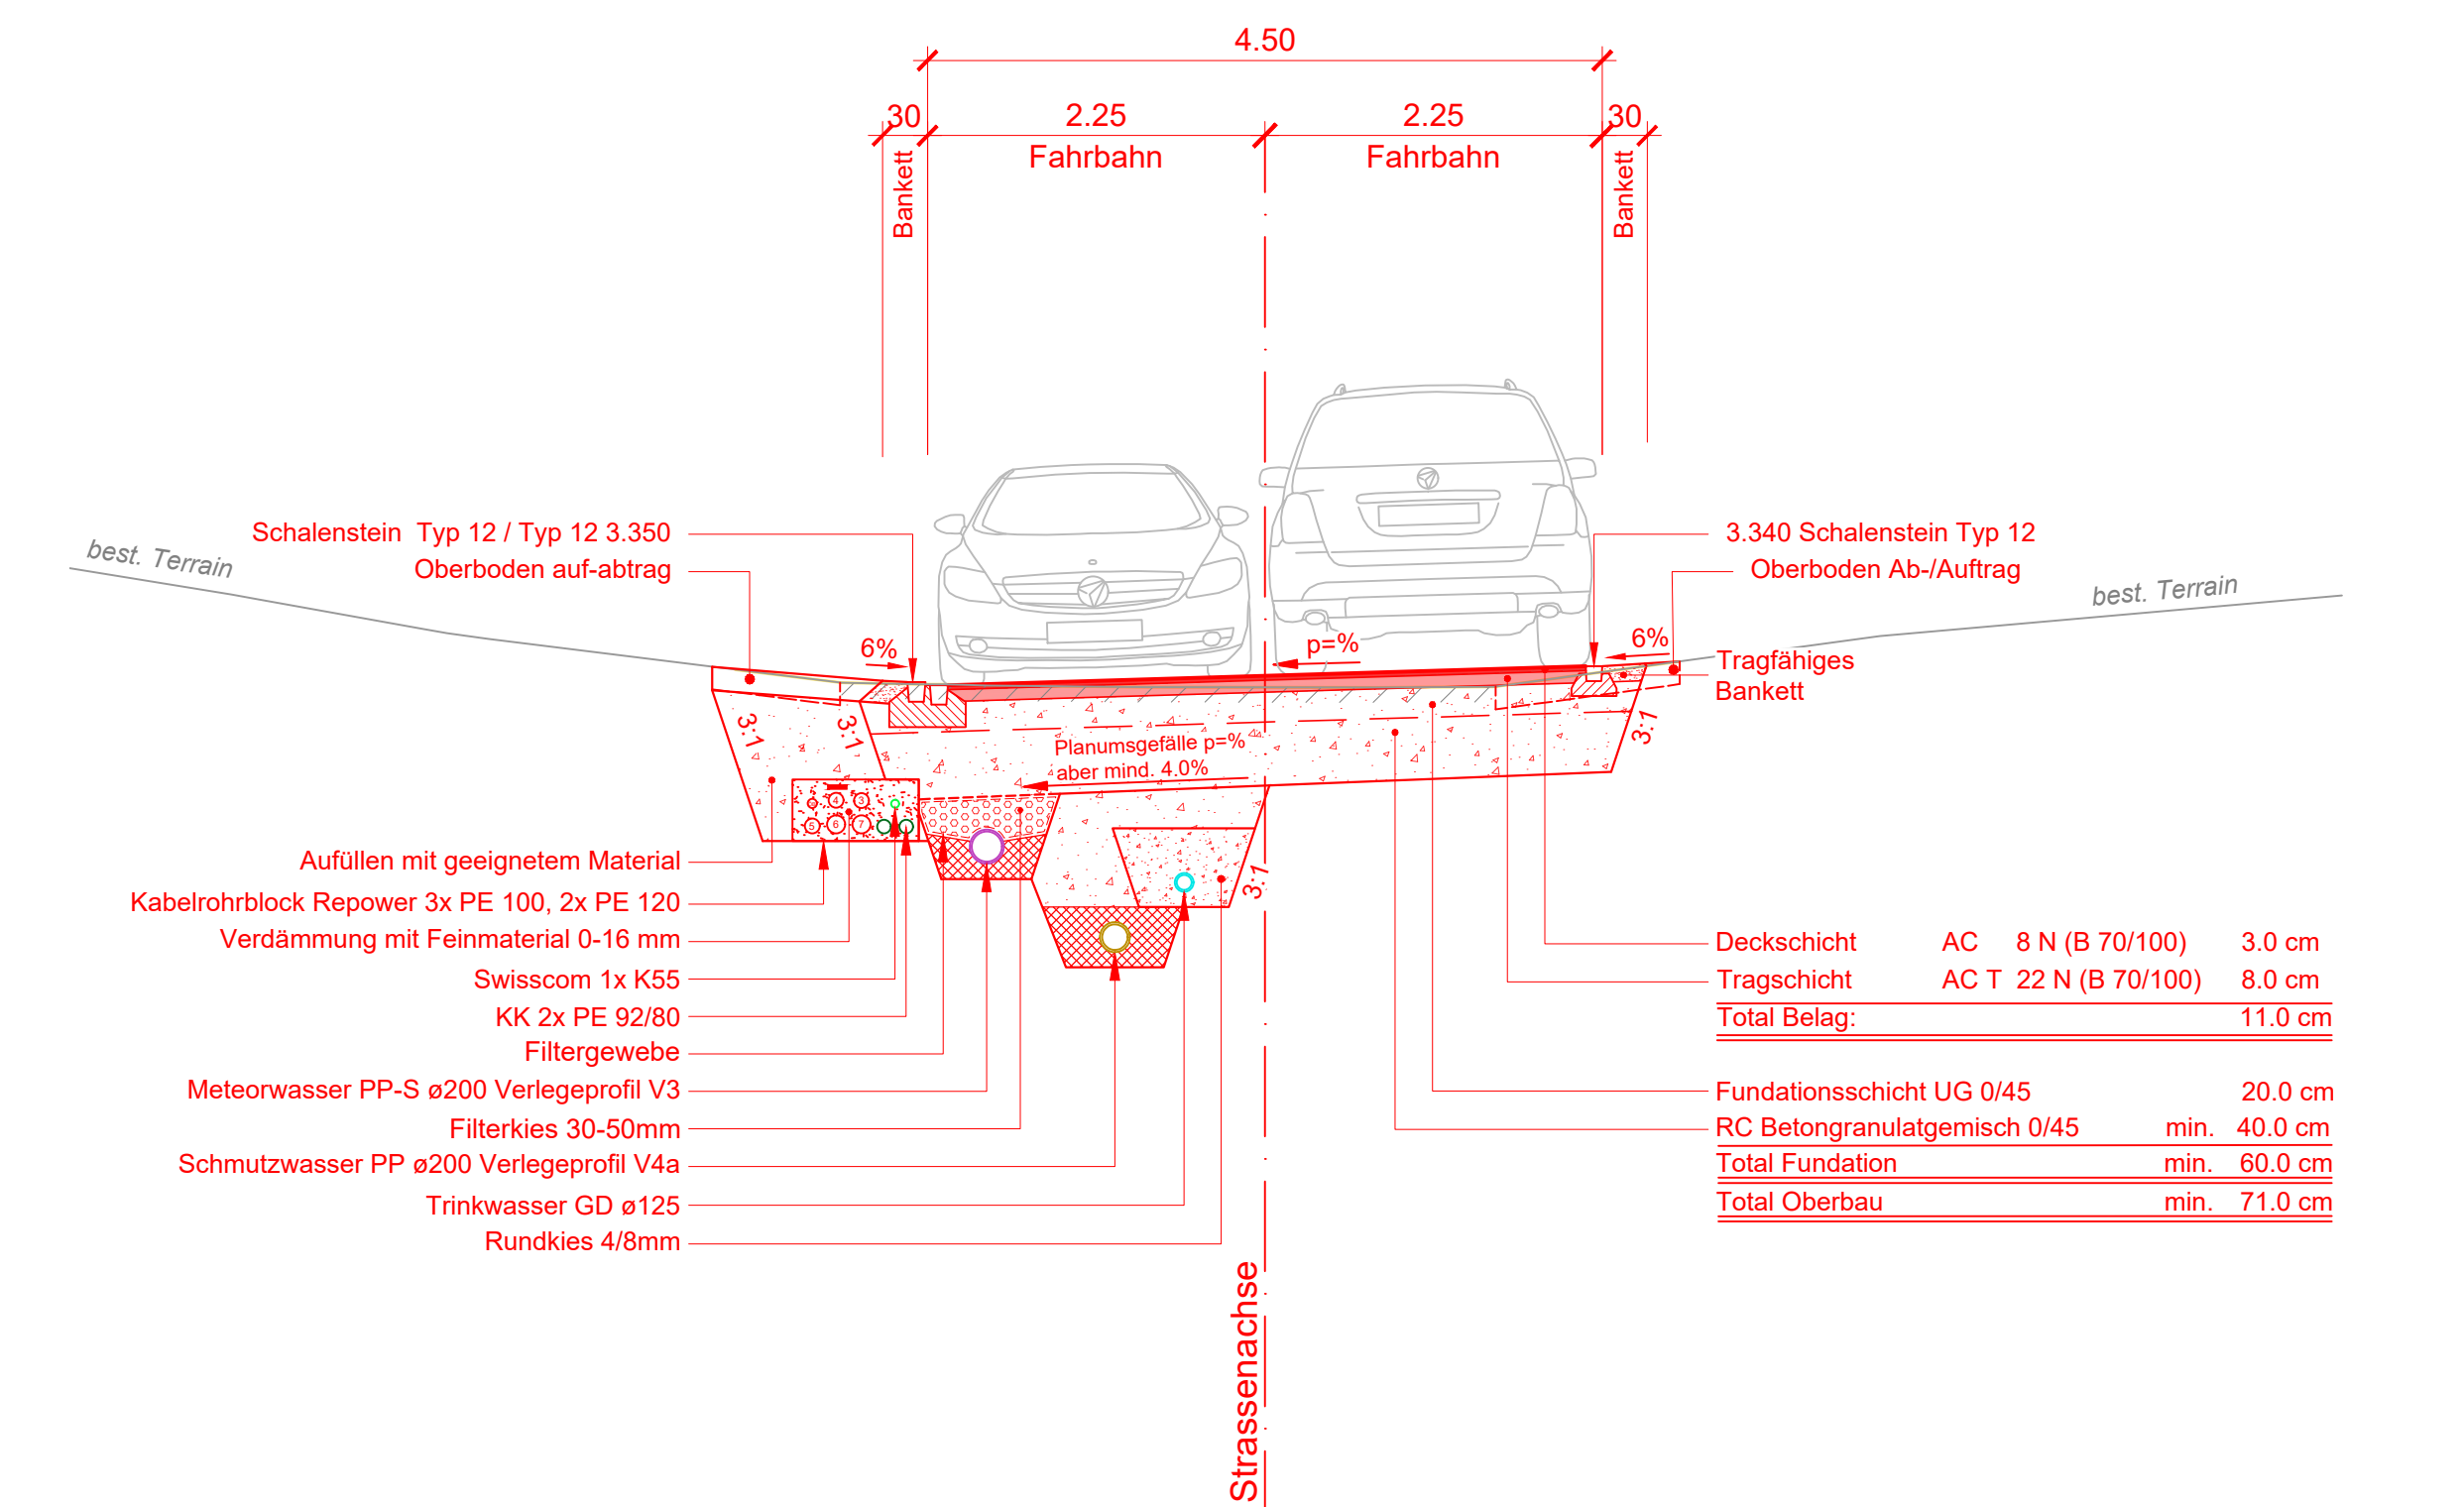 4.50
30 2.25 2.25 30
Bankett Fahrbahn Fahrbahn Bankett
Schalenstein Typ 12 / Typ 12 3.350
3.340 Schalenstein Typ 12
best. Terrain
Oberboden auf-abtrag
Oberboden Ab-/Auftrag
best. Terrain
6%
p=%
6%
Tragfähiges
Bankett
3:1
3:1
3:1
Planumsgefälle p=%
aber mind. 4.0%
4 3
5 6 7
3:1
Aufüllen mit geeignetem Material
Kabelrohrblock Repower 3x PE 100, 2x PE 120
Verdämmung mit Feinmaterial 0-16 mm
Swisscom 1x K55
KK 2x PE 92/80
Filtergewebe
Meteorwasser PP-S ø200 Verlegeprofil V3
Filterkies 30-50mm
Schmutzwasser PP ø200 Verlegeprofil V4a
Trinkwasser GD ø125
Rundkies 4/8mm
Deckschicht AC 8 N (B 70/100) 3.0 cm
Tragschicht AC T 22 N (B 70/100) 8.0 cm
Total Belag: 11.0 cm
Fundationsschicht UG 0/45 20.0 cm
RC Betongranulatgemisch 0/45 min. 40.0 cm
Total Fundation min. 60.0 cm
Total Oberbau min. 71.0 cm
Strassenachse